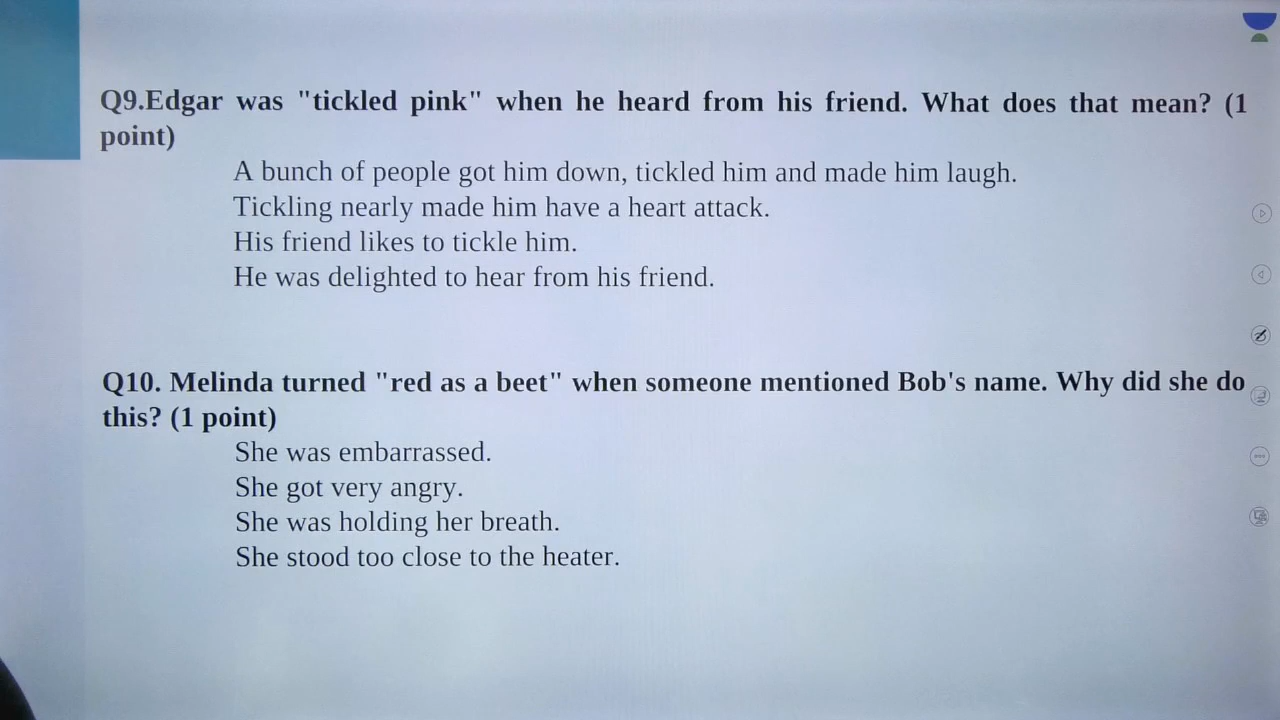 Q9.Edgar was "tickled pink" when he heard from his friend. What does that mean? (1
point)
A bunch of people got him down, tickled him and made him laugh.
Tickling nearly made him have a heart attack.
His friend likes to tickle him.
He was delighted to hear from his friend.
Q10. Melinda turned "red as a beet" when someone mentioned Bob's name. Why did she do
this? (1 point)
She was embarrassed.
She got very angry.
She was holding her breath.
She stood too close to the heater.